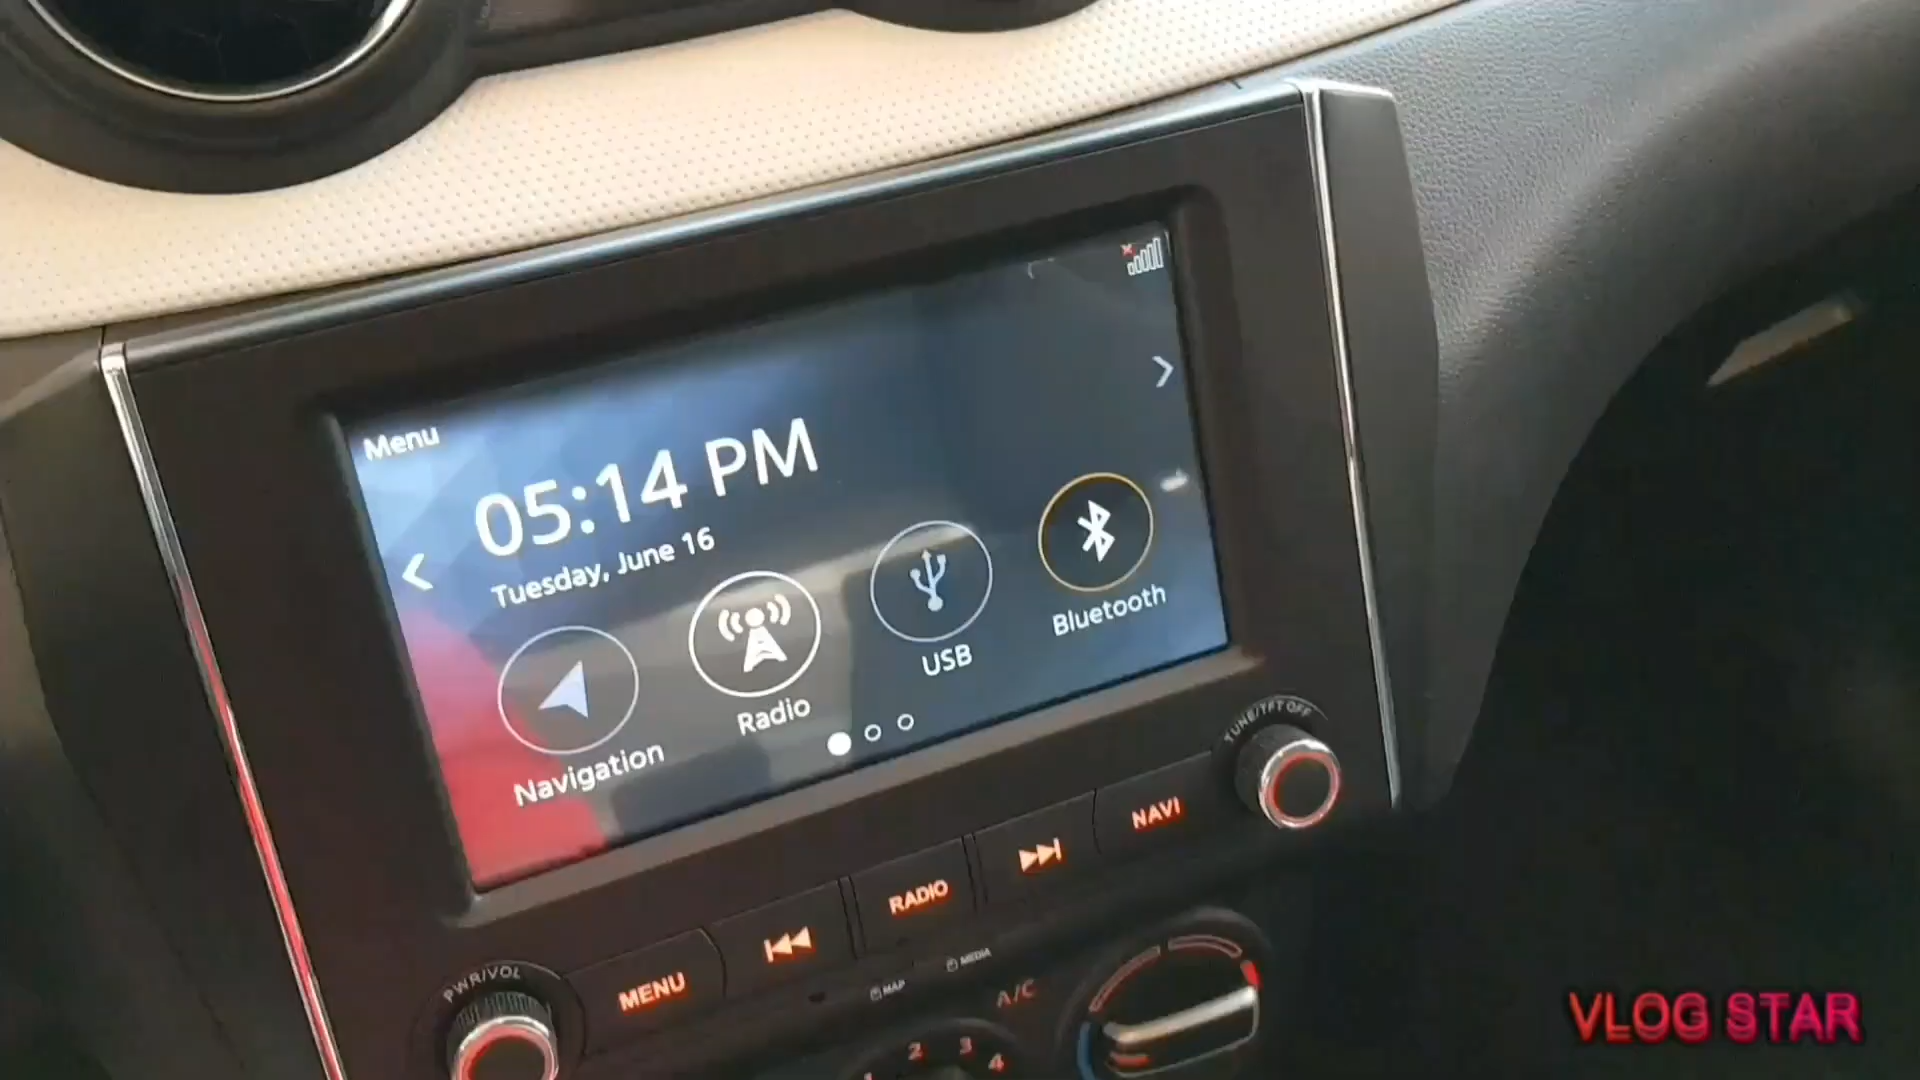 Menu
05:14 PM
Tuesday, June 16
Navigation
Radio
USB
Bluetooth
TUNE/TFT OFF
NAVI
RADIO
MENU
PWR/VOL
MAP
MEDIA
A/C
1 2 3 4
VLOG STAR